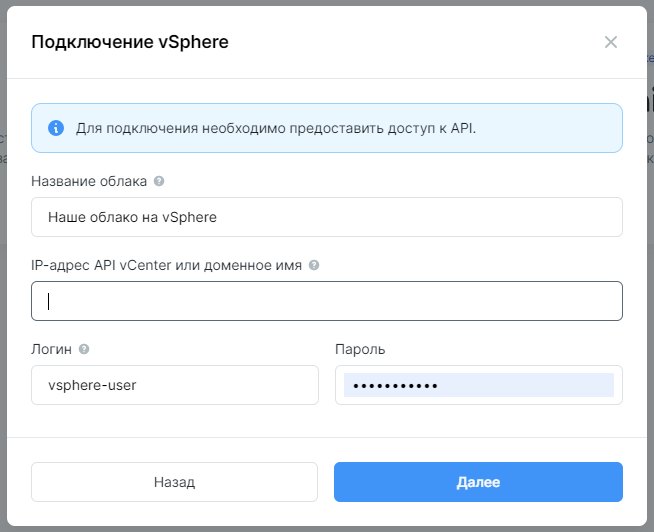 Подключение vSphere
Для подключения необходимо предоставить доступ к API.
Название облака
Наше облако на vSphere
IP-адрес API vCenter или доменное имя
Логин
Пароль
vsphere-user
•••••••••••
Назад
Далее